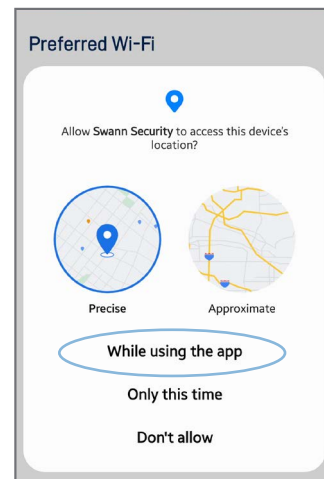 Preferred Wi-Fi
Allow Swann Security to access this device's
location?
Precise Approximate
While using the app
Only this time
Don't allow